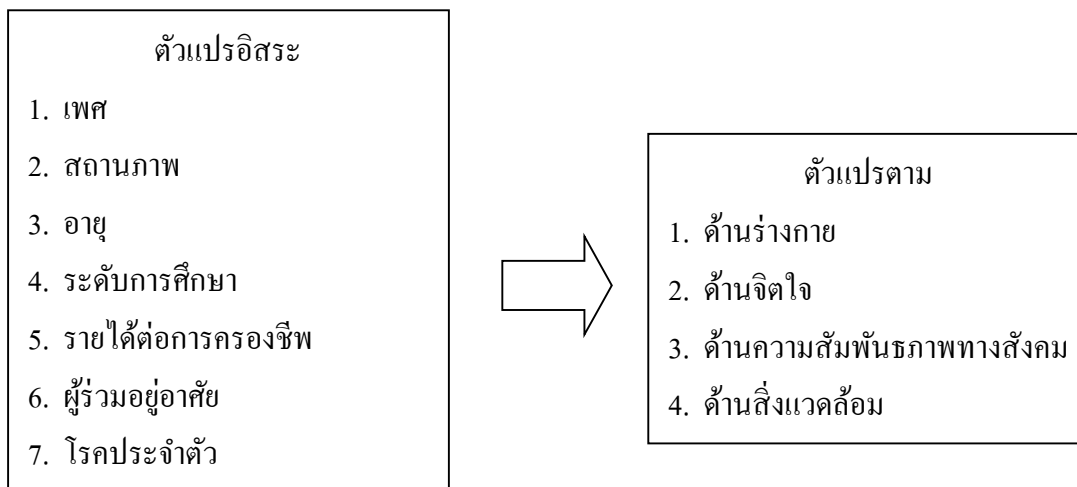 ตัวแปรอิสระ
1. เพศ
2. สถานภาพ
3. อายุ
4. ระดับการศึกษา
5. รายได้ต่อการครองชีพ
6. ผู้ร่วมอยู่อาศัย
7. โรคประจำตัว
ตัวแปรตาม
1. ด้านร่างกาย
2. ด้านจิตใจ
3. ด้านความสัมพันธภาพทางสังคม
4. ด้านสิ่งแวดล้อม